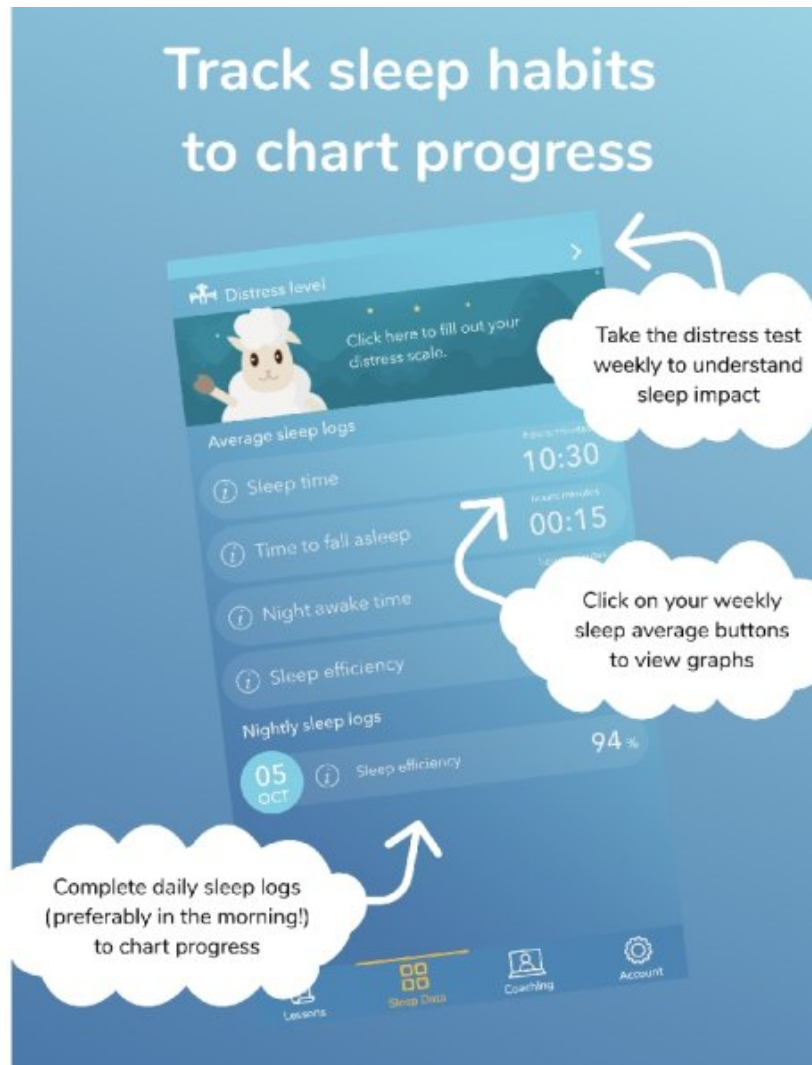 Track sleep habits
to chart progress
Distress level
Click here to fill out your
distress scale.
Take the distress test
weekly to understand
sleep impact
Average sleep logs
hours minutes
Sleep time
10:30
hours minutes
Time to fall asleep
00:15
Night awake time
Click on your weekly
sleep average buttons
to view graphs
Sleep efficiency
Nightly sleep logs
05
OCT
Sleep efficiency
94 %
Complete daily sleep logs
(preferably in the morning!)
to chart progress
Lessons
Sleep Data
Coaching
Account